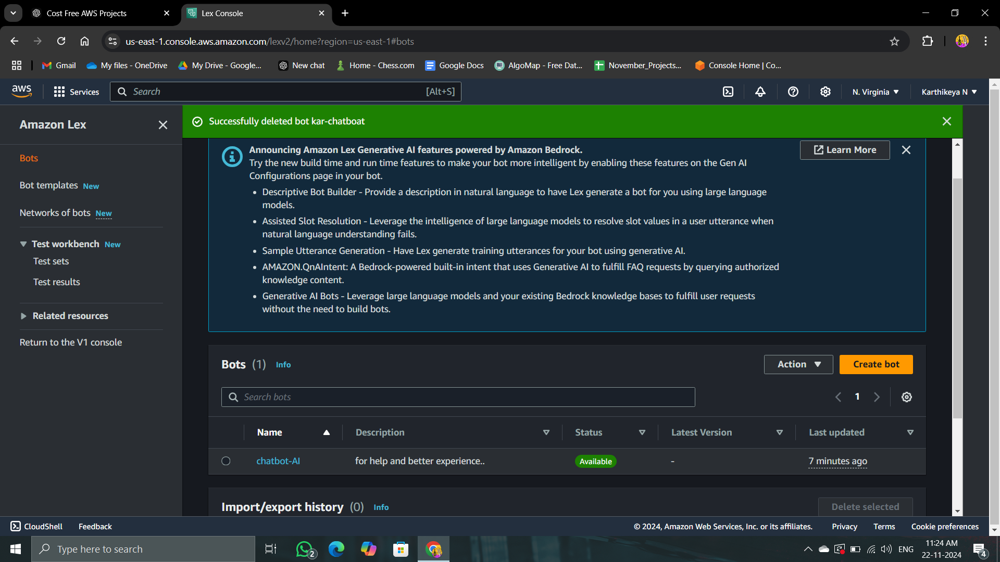 Cost Free AWS Projects
Lex Console
us-east-1.console.aws.amazon.com/lexv2/home?region=us-east-1#bots
Gmail
My files - OneDrive
My Drive - Google...
New chat
Home - Chess.com
Google Docs
AlgoMap - Free Dat...
November_Projects...
Console Home | Co...
aws
Services
Search
[Alt+S]
N. Virginia
Karthikeya N
Amazon Lex
Successfully deleted bot kar-chatboat
Bots
Bot templates New
Networks of bots New
Test workbench New
Test sets
Test results
Related resources
Return to the V1 console
Announcing Amazon Lex Generative AI features powered by Amazon Bedrock.
Learn More
Try the new build time and run time features to make your bot more intelligent by enabling these features on the Gen AI
Configurations page in your bot.
• Descriptive Bot Builder - Provide a description in natural language to have Lex generate a bot for you using large language
models.
• Assisted Slot Resolution - Leverage the intelligence of large language models to resolve slot values in a user utterance when
natural language understanding fails.
• Sample Utterance Generation - Have Lex generate training utterances for your bot using generative AI.
• AMAZON.QnAIntent: A Bedrock-powered built-in intent that uses Generative AI to fulfill FAQ requests by querying authorized
knowledge content.
• Generative AI Bots - Leverage large language models and your existing Bedrock knowledge bases to fulfill user requests
without the need to build bots.
Bots (1) Info
Action
Create bot
Search bots
1
Name
Description
Status
Latest Version
Last updated
chatbot-AI
for help and better experience..
Available
-
7 minutes ago
Import/export history (0) Info
Delete selected
CloudShell
Feedback
© 2024, Amazon Web Services, Inc. or its affiliates.
Privacy
Terms
Cookie preferences
Type here to search
2
ENG
11:24 AM
22-11-2024
4